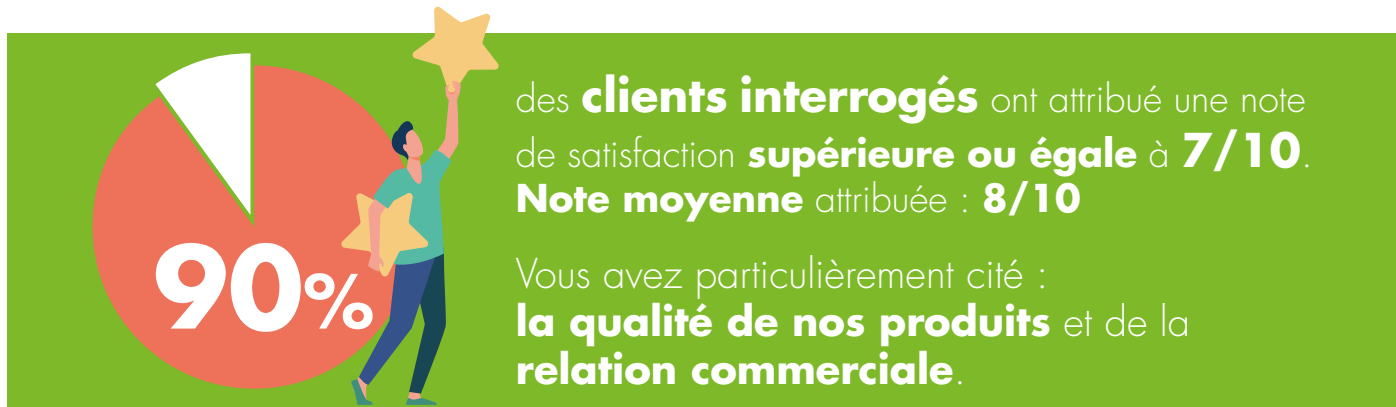 90%
des clients interrogés ont attribué une note
de satisfaction supérieure ou égale à 7/10.
Note moyenne attribuée : 8/10
Vous avez particulièrement cité :
la qualité de nos produits et de la
relation commerciale.